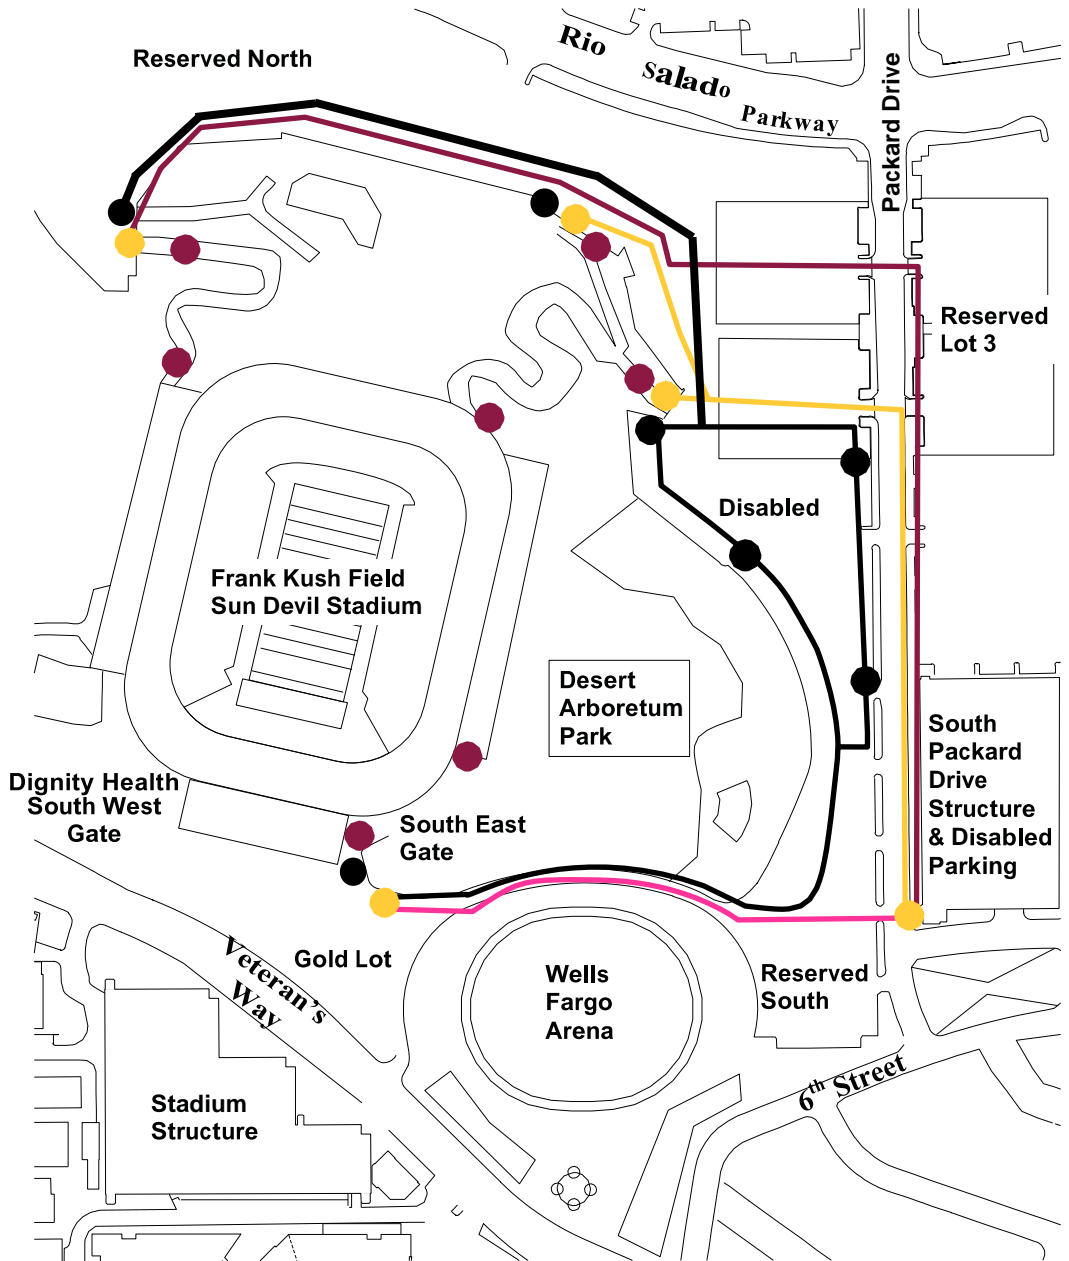 Reserved North
Rio Salado Parkway
Packard Drive
Reserved
Lot 3
Disabled
Frank Kush Field
Sun Devil Stadium
Desert
Arboretum
Park
South
Packard
Drive
Structure
& Disabled
Parking
Dignity Health
South West
Gate
South East
Gate
Gold Lot
Veteran's
Way
Wells
Fargo
Arena
Reserved
South
6th Street
Stadium
Structure